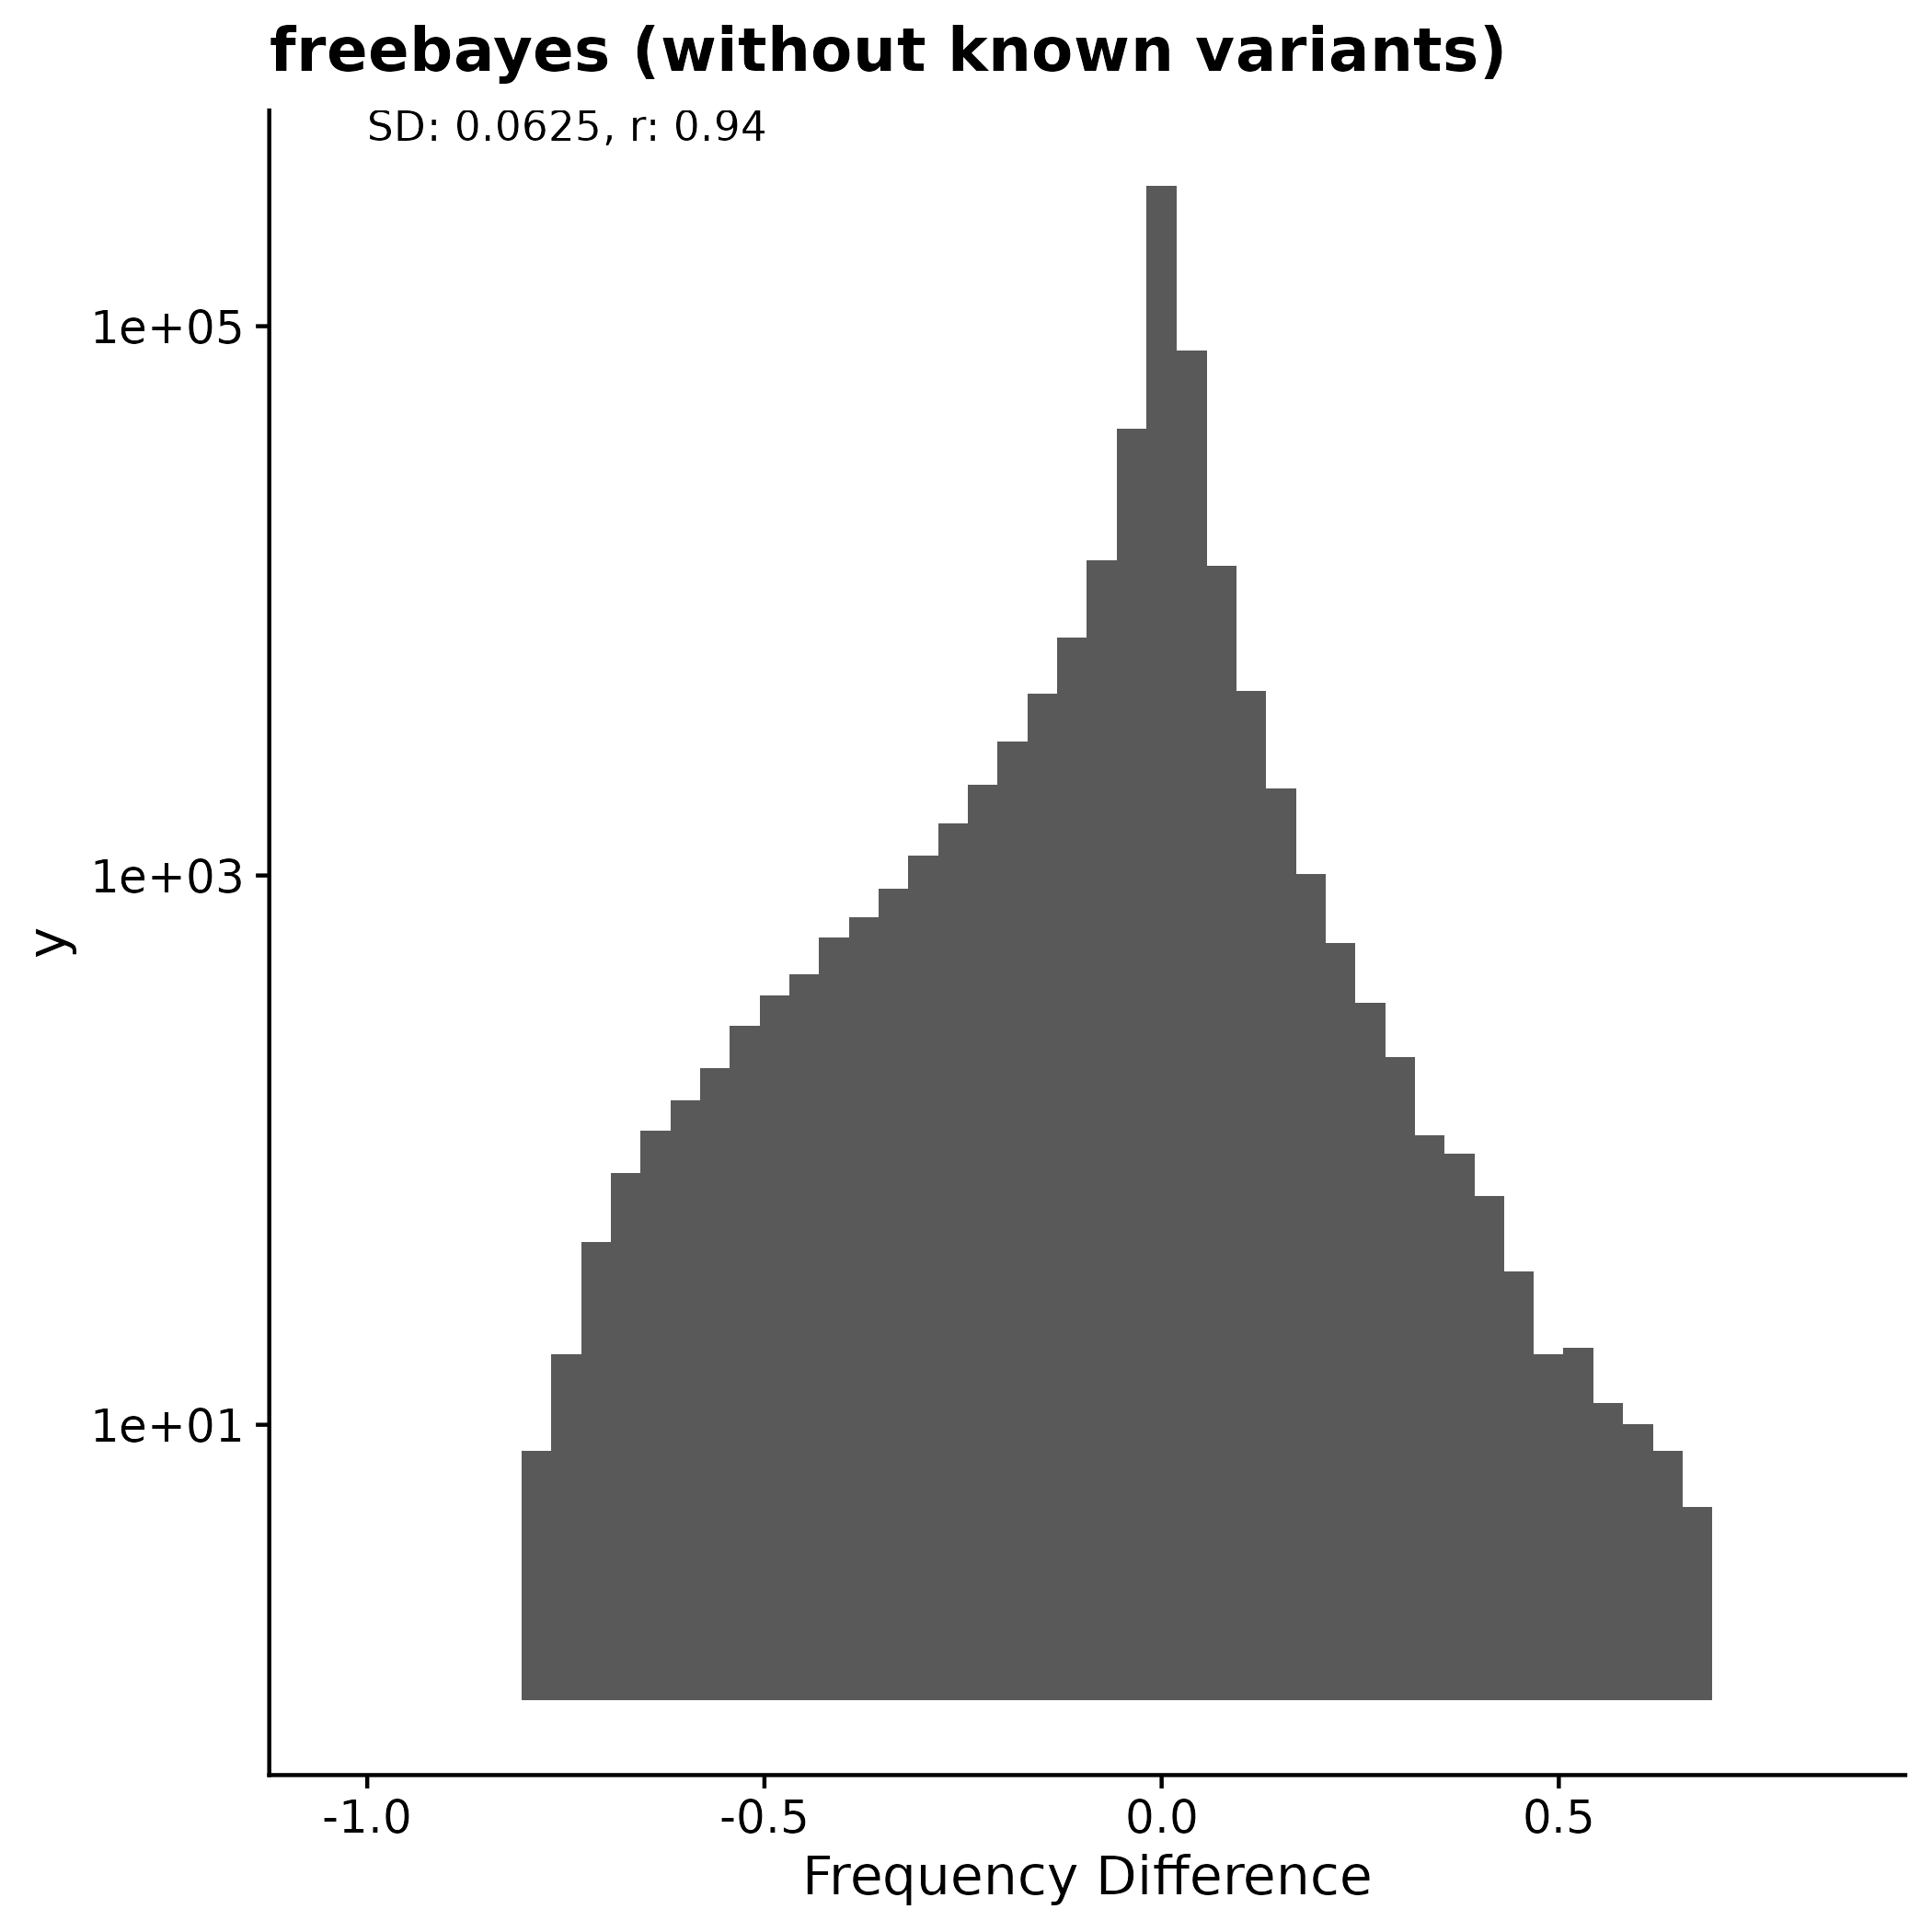 freebayes (without known variants)
SD: 0.0625, r: 0.94
1e+05
1e+03
y
1e+01
-1.0 -0.5 0.0 0.5
Frequency Difference